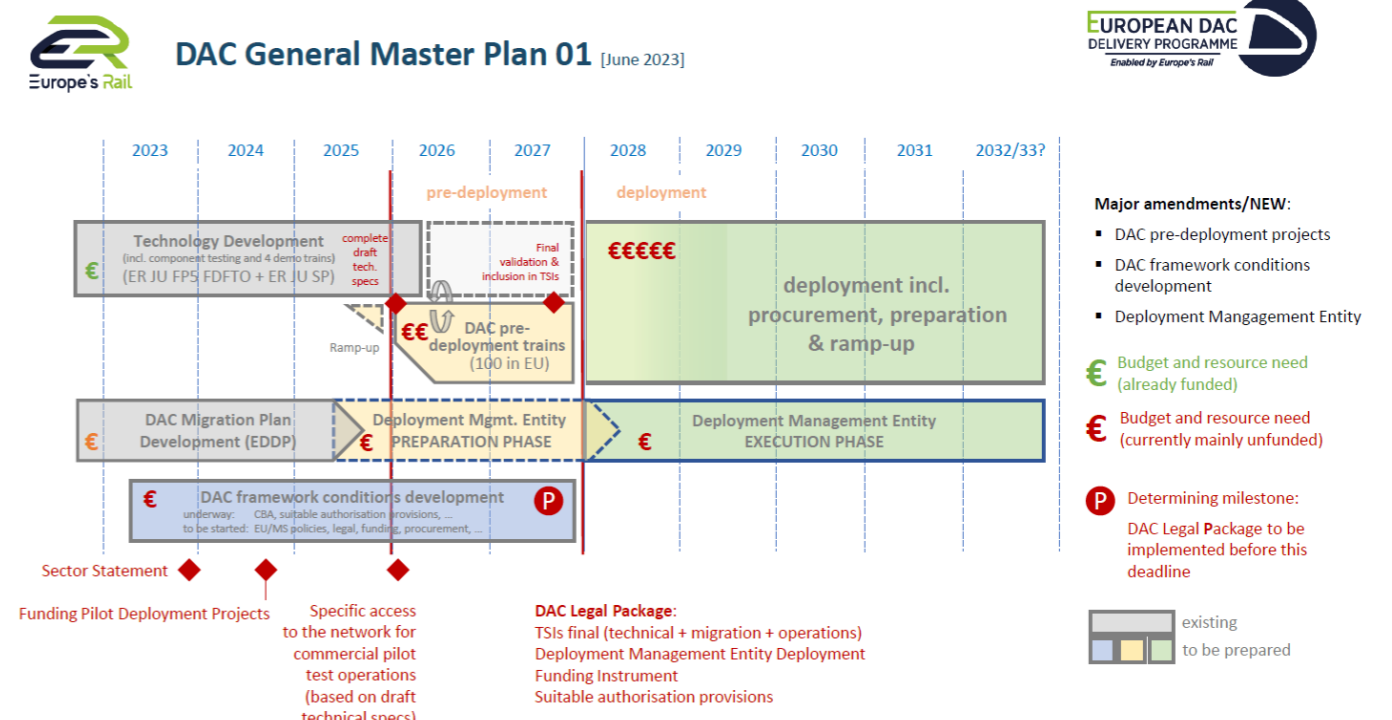 Europe's Rail
DAC General Master Plan 01 [June 2023]
EUROPEAN DAC
DELIVERY PROGRAMME
Enabled by Europe's Rail
2023 2024 2025 2026 2027 2028 2029 2030 2031 2032/33?
pre-deployment deployment
Technology Development
(incl. component testing and 4 demo trains)
(ER JU FP5 FDFTO + ER JU SP)
€
complete
draft
tech.
specs
Final
validation &
inclusion in TSIs
€€€€€
deployment incl.
procurement, preparation
& ramp-up
Ramp-up
€€
DAC pre-
deployment trains
(100 in EU)
DAC Migration Plan
Development (EDDP)
€
Deployment Mgmt. Entity
PREPARATION PHASE
€
Deployment Management Entity
EXECUTION PHASE
€
€ DAC framework conditions development P
underway: CBA, suitable authorisation provisions, ...
to be started: EU/MS policies, legal, funding, procurement, ...
Sector Statement
Funding Pilot Deployment Projects
Specific access
to the network for
commercial pilot
test operations
(based on draft
technical specs)
DAC Legal Package:
TSIs final (technical + migration + operations)
Deployment Management Entity Deployment
Funding Instrument
Suitable authorisation provisions
Major amendments/NEW:
▪ DAC pre-deployment projects
▪ DAC framework conditions
development
▪ Deployment Mangagement Entity
€ Budget and resource need
(already funded)
€ Budget and resource need
(currently mainly unfunded)
P Determining milestone:
DAC Legal Package to be
implemented before this
deadline
existing
to be prepared